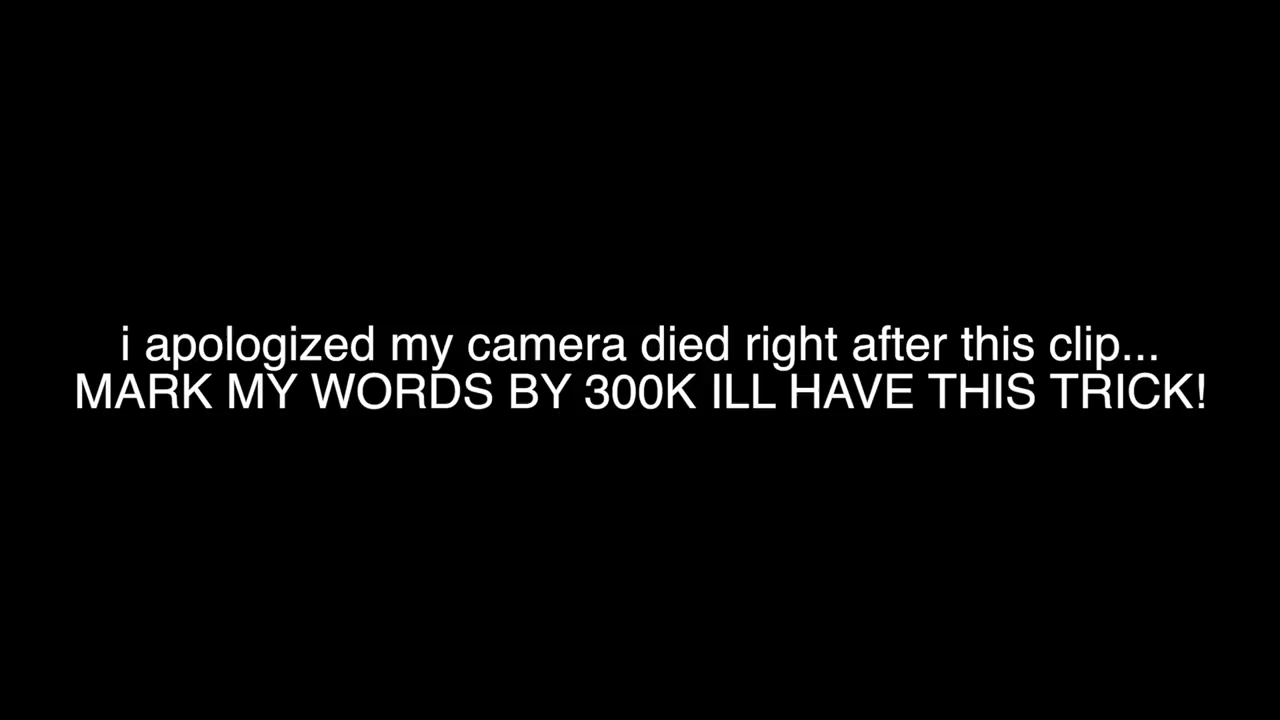 i apologized my camera died right after this clip...
MARK MY WORDS BY 300K ILL HAVE THIS TRICK!